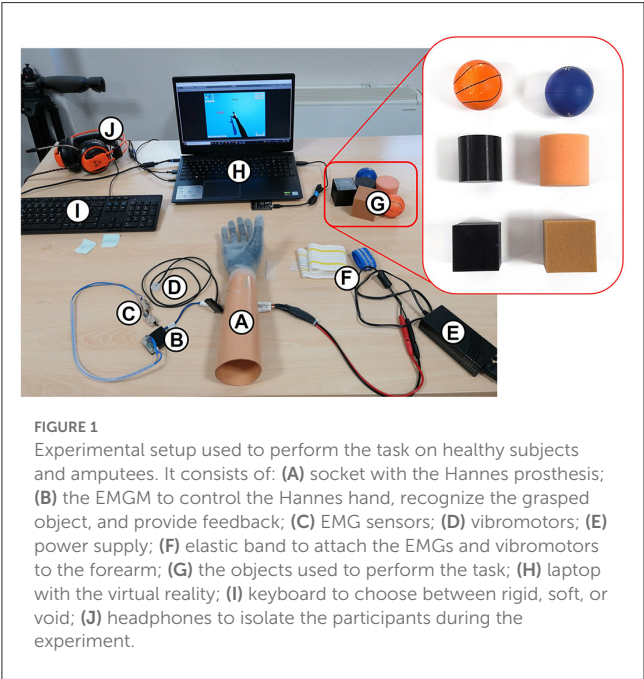 J
H
I
G
D
F
C
B
A
E
FIGURE 1
Experimental setup used to perform the task on healthy subjects
and amputees. It consists of: (A) socket with the Hannes prosthesis;
(B) the EMGM to control the Hannes hand, recognize the grasped
object, and provide feedback; (C) EMG sensors; (D) vibromotors; (E)
power supply; (F) elastic band to attach the EMGs and vibromotors
to the forearm; (G) the objects used to perform the task; (H) laptop
with the virtual reality; (I) keyboard to choose between rigid, soft, or
void; (J) headphones to isolate the participants during the
experiment.